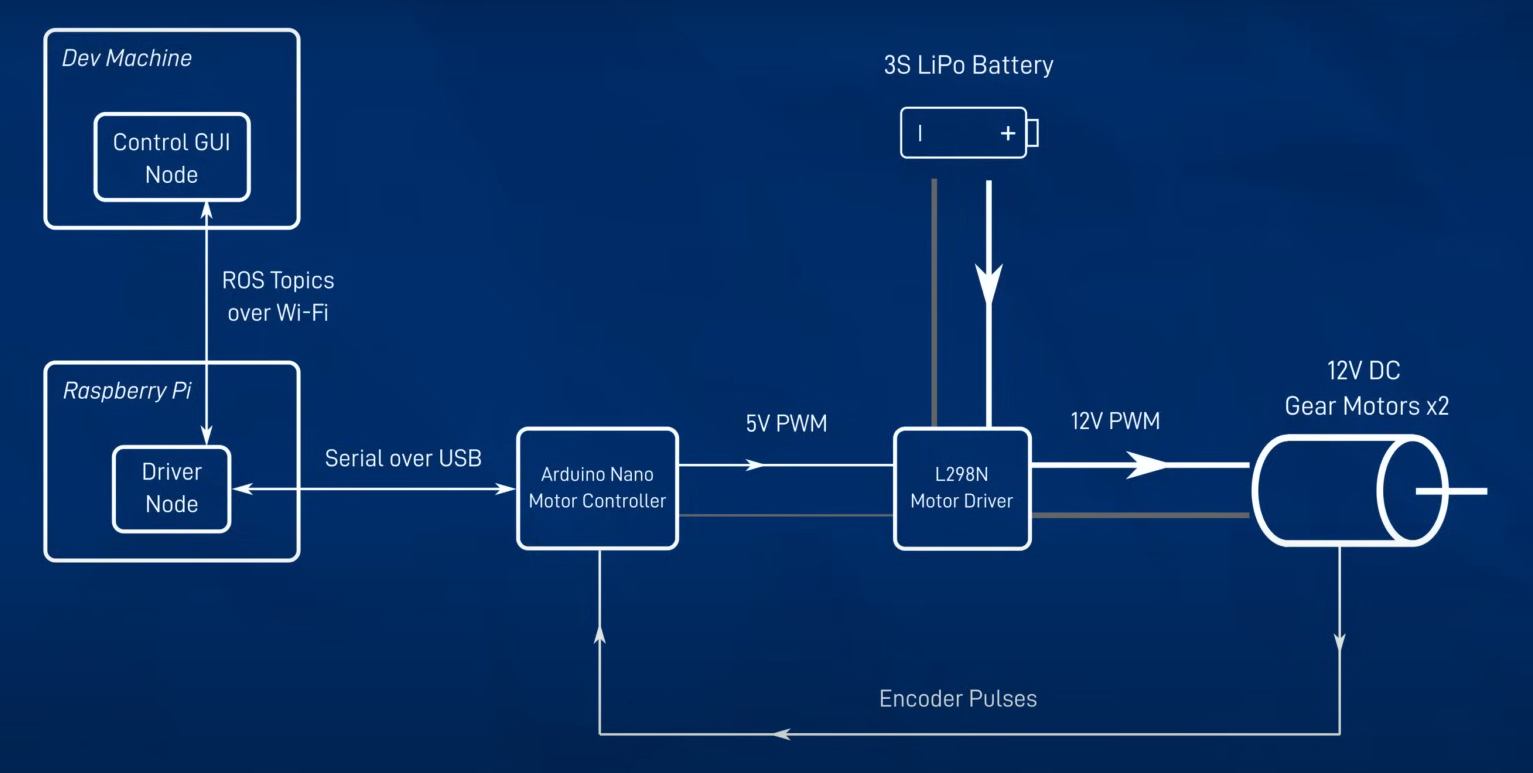 Dev Machine
Control GUI
Node
ROS Topics
over Wi-Fi
Raspberry Pi
Driver
Node
Serial over USB
Arduino Nano
Motor Controller
5V PWM
3S LiPo Battery
+
L298N
Motor Driver
12V PWM
12V DC
Gear Motors x2
Encoder Pulses